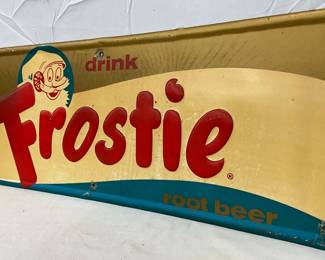 drink
Frostie®
root beer